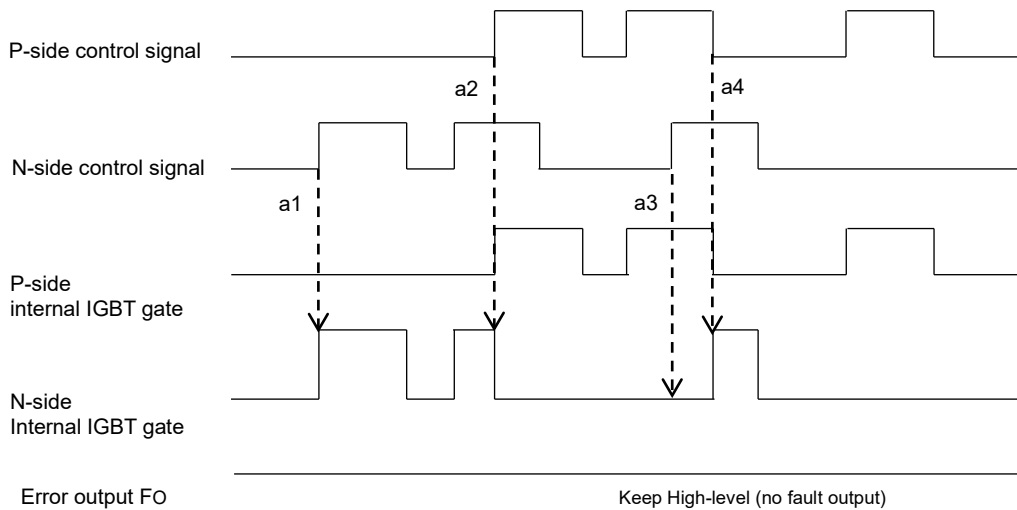 P-side control signal
a2
a4
N-side control signal
a1
a3
P-side
internal IGBT gate
N-side
Internal IGBT gate
Error output FO
Keep High-level (no fault output)